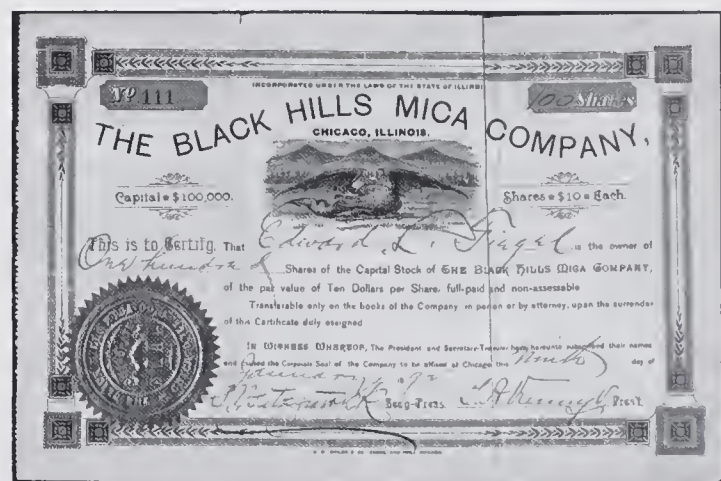 INCORPORATED UNDER THE LAWS OF THE STATE OF ILLINOIS
Nº 111
100 Shares
THE BLACK HILLS MICA COMPANY,
CHICAGO, ILLINOIS.
Capital $100,000.
Shares $10 Each.
This is to Certify, That Edward L. is the owner of
One hundred Shares of the Capital Stock of THE BLACK HILLS MICA COMPANY,
of the par value of Ten Dollars per Share, full-paid and non-assessable
Transferable only on the books of the Company in person or by attorney, upon the surrender
of this Certificate duly assigned
IN WITNESS WHEREOF, The President and Secretary-Treasurer have hereunto subscribed their names
and caused the Corporate Seal of the Company to be affixed at Chicago this ninth day of
January 1892
Secy-Treas. Prest.